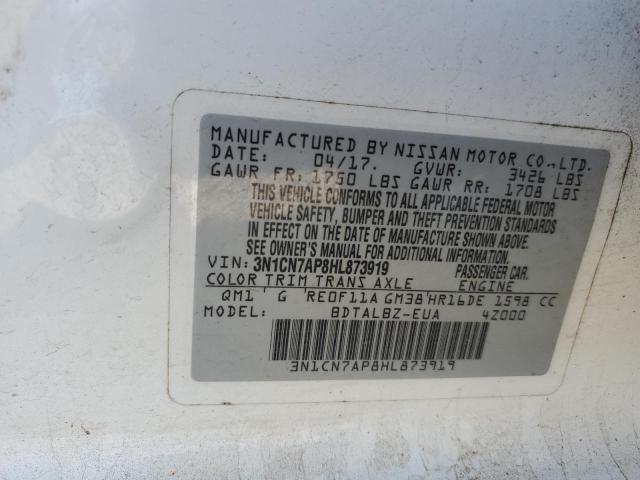 MANUFACTURED BY NISSAN MOTOR CO.,LTD.
DATE: 04/17. GVWR: 3426 LBS
GAWR FR: 1750 LBS GAWR RR: 1708 LBS
THIS VEHICLE CONFORMS TO ALL APPLICABLE FEDERAL MOTOR
VEHICLE SAFETY, BUMPER AND THEFT PREVENTION STANDARDS
IN EFFECT ON THE DATE OF MANUFACTURE SHOWN ABOVE.
SEE OWNER'S MANUAL FOR ADDITIONAL INFORMATION.
VIN: 3N1CN7AP8HL873919 PASSENGER CAR.
COLOR TRIM TRANS AXLE ENGINE
QM1 G RE0F11A GM38 HR16DE 1598 CC
MODEL: BDTALBZ-EUA 4Z000
3N1CN7AP8HL873919